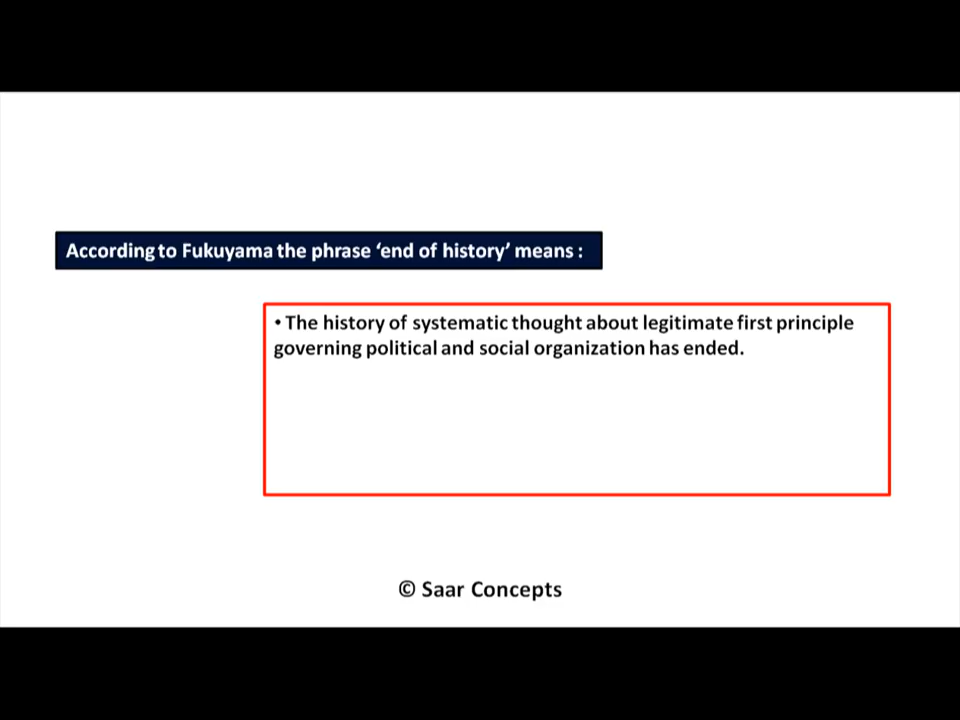 According to Fukuyama the phrase ‘end of history’ means :
• The history of systematic thought about legitimate first principle
governing political and social organization has ended.
© Saar Concepts